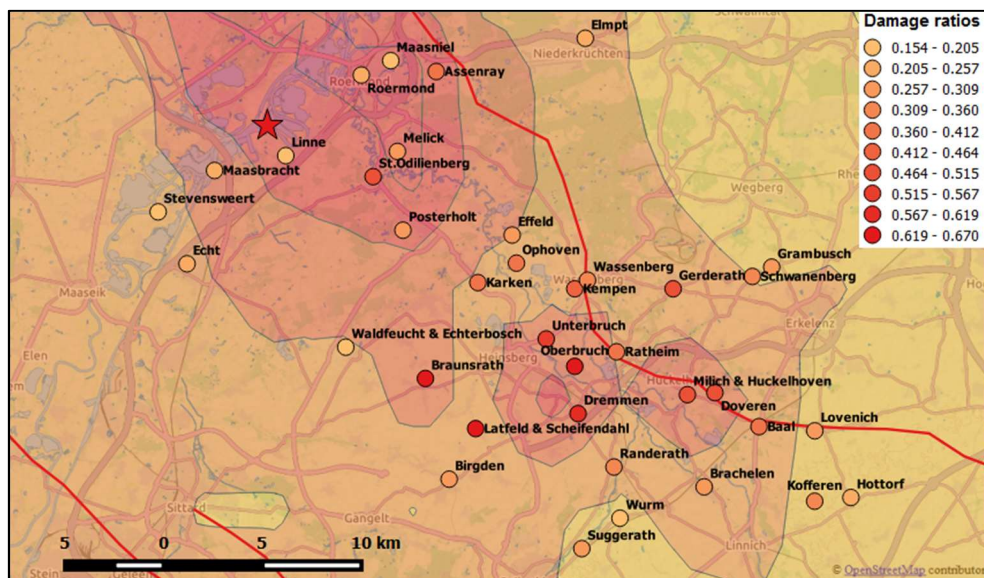 Damage ratios
0.154 - 0.205
0.205 - 0.257
0.257 - 0.309
0.309 - 0.360
0.360 - 0.412
0.412 - 0.464
0.464 - 0.515
0.515 - 0.567
0.567 - 0.619
0.619 - 0.670
Elmpt
Niederkrüchten
Maasniel
Assenray
Roermond
Roermond
Linne
Melick
St.Odilienberg
Maasbracht
Wegberg
Stevensweert
Posterholt
Effeld
Echt
Ophoven
Grambusch
Wassenberg
Gerderath
Schwanenberg
Karken
Kempen
Maaseik
Erkelenz
Unterbruch
Waldfeucht & Echterbosch
Elen
Heinsberg
Oberbruch
Ratheim
Braunsrath
Milich & Huckelhoven
Doveren
Dremmen
Lovenich
Latfeld & Scheifendahl
Baal
Randerath
Birgden
Brachelen
Kofferen
Hottorf
Sittard
Gangelt
Wurm
Suggerath
Linnich
5 0 5 10 km
Stein
Geleen
© OpenStreetMap contributor